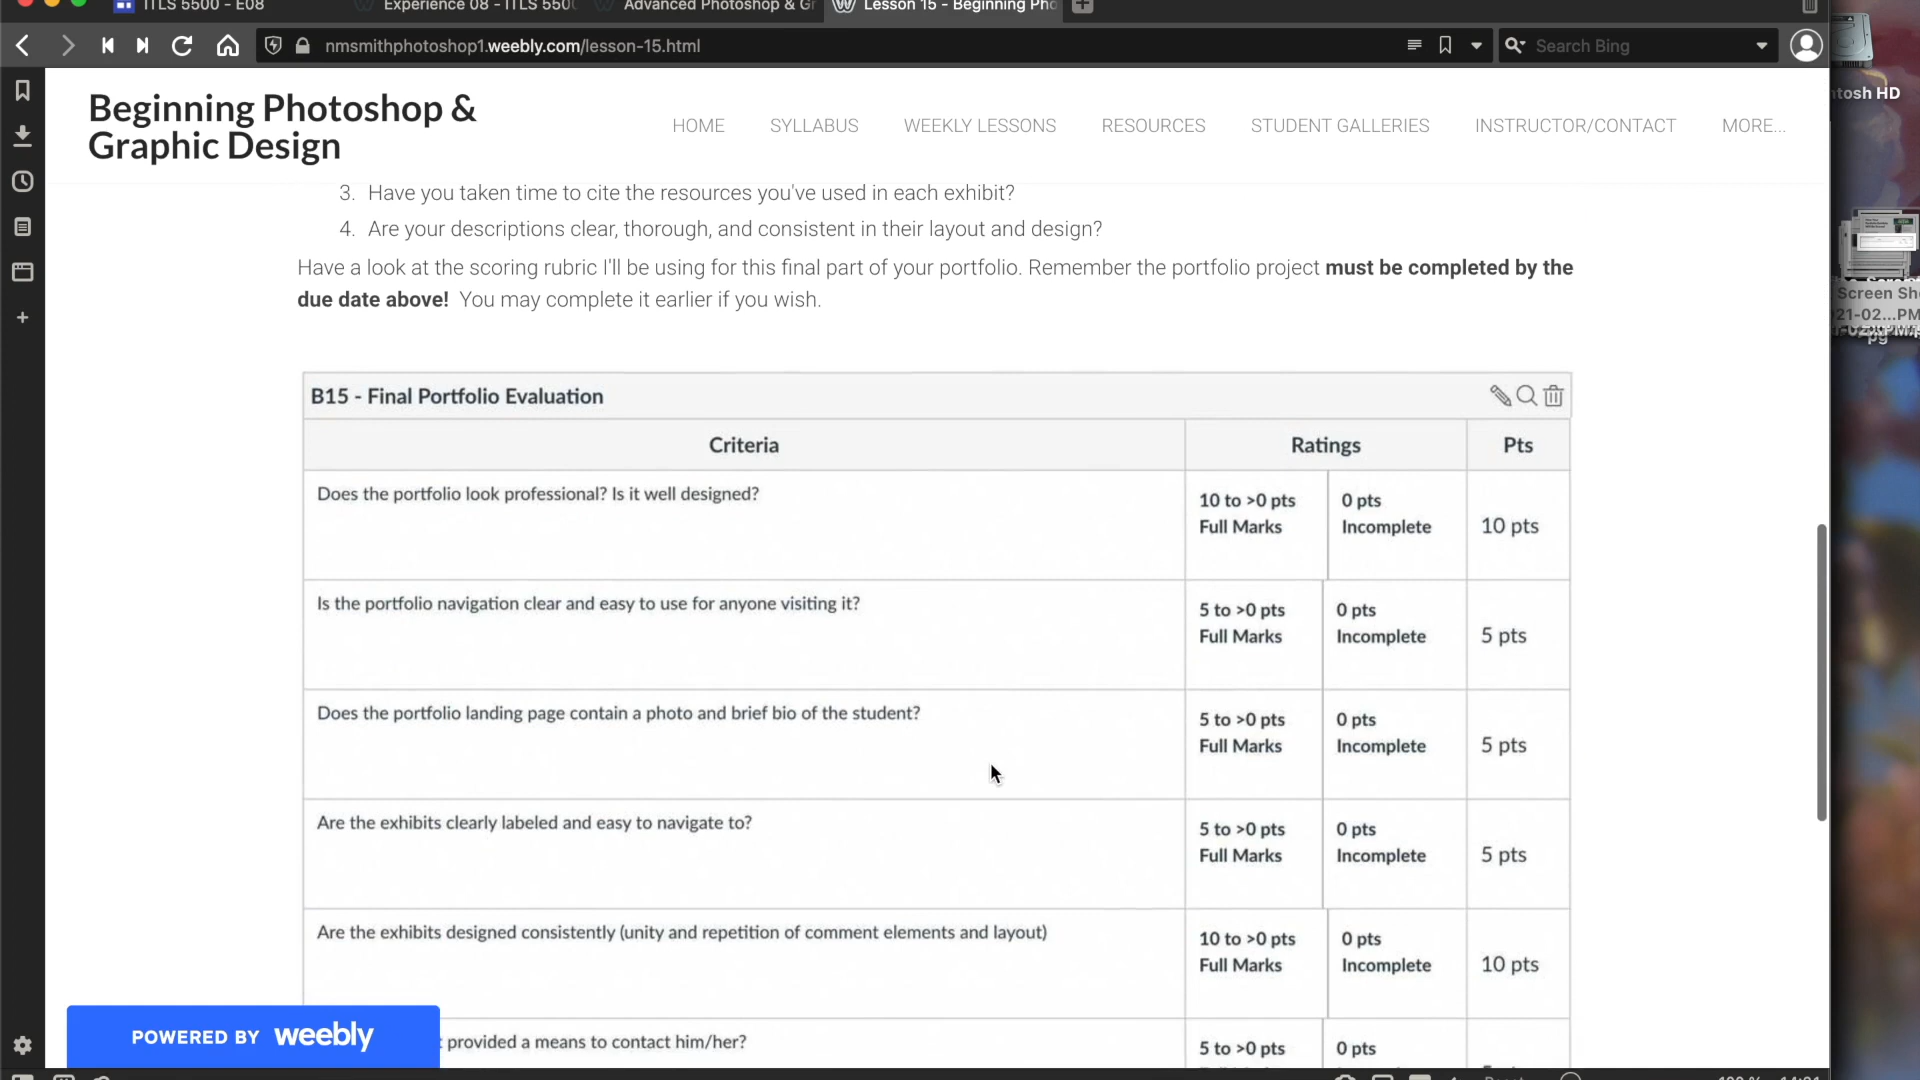 ITLS 5500 - E08
Experience 08 - ITLS 550
Advanced Photoshop & Gr
Lesson 15 - Beginning Pho
nmsmithphotoshop1.weebly.com/lesson-15.html
Search Bing
ntosh HD
Beginning Photoshop &
Graphic Design
HOME
SYLLABUS
WEEKLY LESSONS
RESOURCES
STUDENT GALLERIES
INSTRUCTOR/CONTACT
MORE...
3. Have you taken time to cite the resources you've used in each exhibit?
4. Are your descriptions clear, thorough, and consistent in their layout and design?
Have a look at the scoring rubric I'll be using for this final part of your portfolio. Remember the portfolio project must be completed by the
due date above! You may complete it earlier if you wish.
Screen Sh
21-02...PM
B15 - Final Portfolio Evaluation
Criteria
Ratings
Pts
Does the portfolio look professional? Is it well designed?
10 to >0 pts
Full Marks
0 pts
Incomplete
10 pts
Is the portfolio navigation clear and easy to use for anyone visiting it?
5 to >0 pts
Full Marks
0 pts
Incomplete
5 pts
Does the portfolio landing page contain a photo and brief bio of the student?
5 to >0 pts
Full Marks
0 pts
Incomplete
5 pts
Are the exhibits clearly labeled and easy to navigate to?
5 to >0 pts
Full Marks
0 pts
Incomplete
5 pts
Are the exhibits designed consistently (unity and repetition of comment elements and layout)
10 to >0 pts
Full Marks
0 pts
Incomplete
10 pts
provided a means to contact him/her?
5 to >0 pts
0 pts
POWERED BY weebly